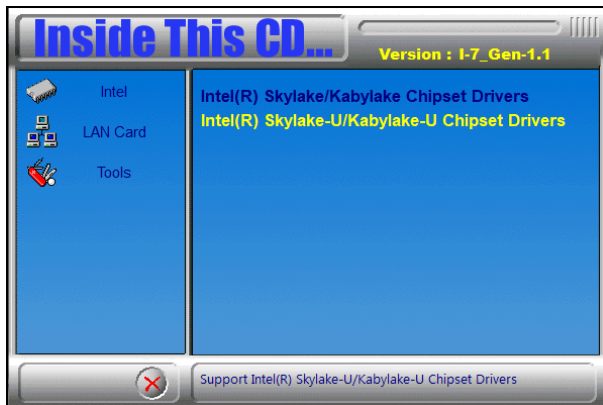 Inside This CD...
Version : I-7_Gen-1.1
Intel
LAN Card
Tools
Intel(R) Skylake/Kabylake Chipset Drivers
Intel(R) Skylake-U/Kabylake-U Chipset Drivers
Support Intel(R) Skylake-U/Kabylake-U Chipset Drivers